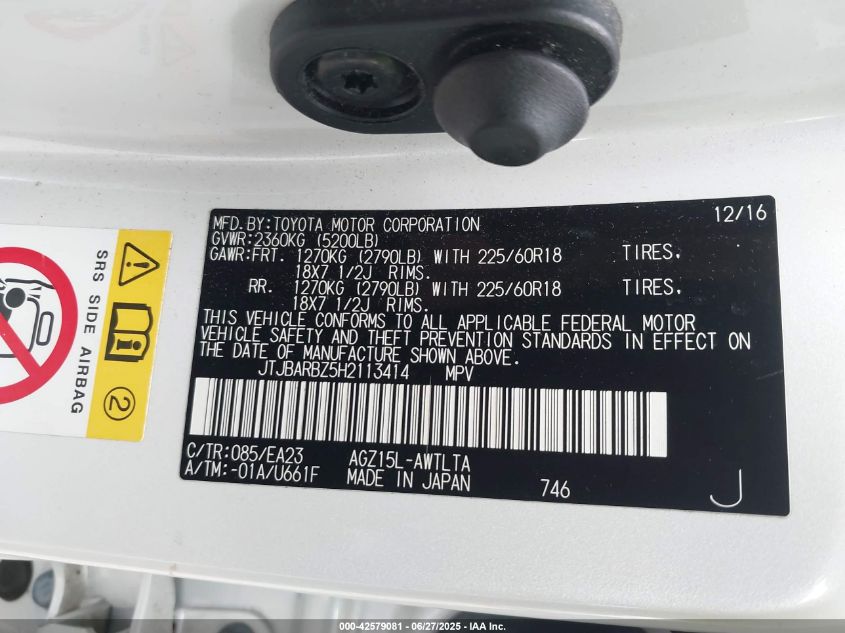 MFD.BY:TOYOTA MOTOR CORPORATION 12/16
GVWR:2360KG (5200LB)
GAWR:FRT. 1270KG (2790LB) WITH 225/60R18 TIRES.
18X7 1/2J RIMS.
RR. 1270KG (2790LB) WITH 225/60R18 TIRES.
18X7 1/2J RIMS.
THIS VEHICLE CONFORMS TO ALL APPLICABLE FEDERAL MOTOR
VEHICLE SAFETY AND THEFT PREVENTION STANDARDS IN EFFECT ON
THE DATE OF MANUFACTURE SHOWN ABOVE.
JTJBARBZ5H2113414 MPV
C/TR:085/EA23 AGZ15L-AWTLTA
A/TM:-01A/U661F MADE IN JAPAN 746 J
SRS SIDE AIRBAG
2
000-42579081 - 06/27/2025 - IAA Inc.